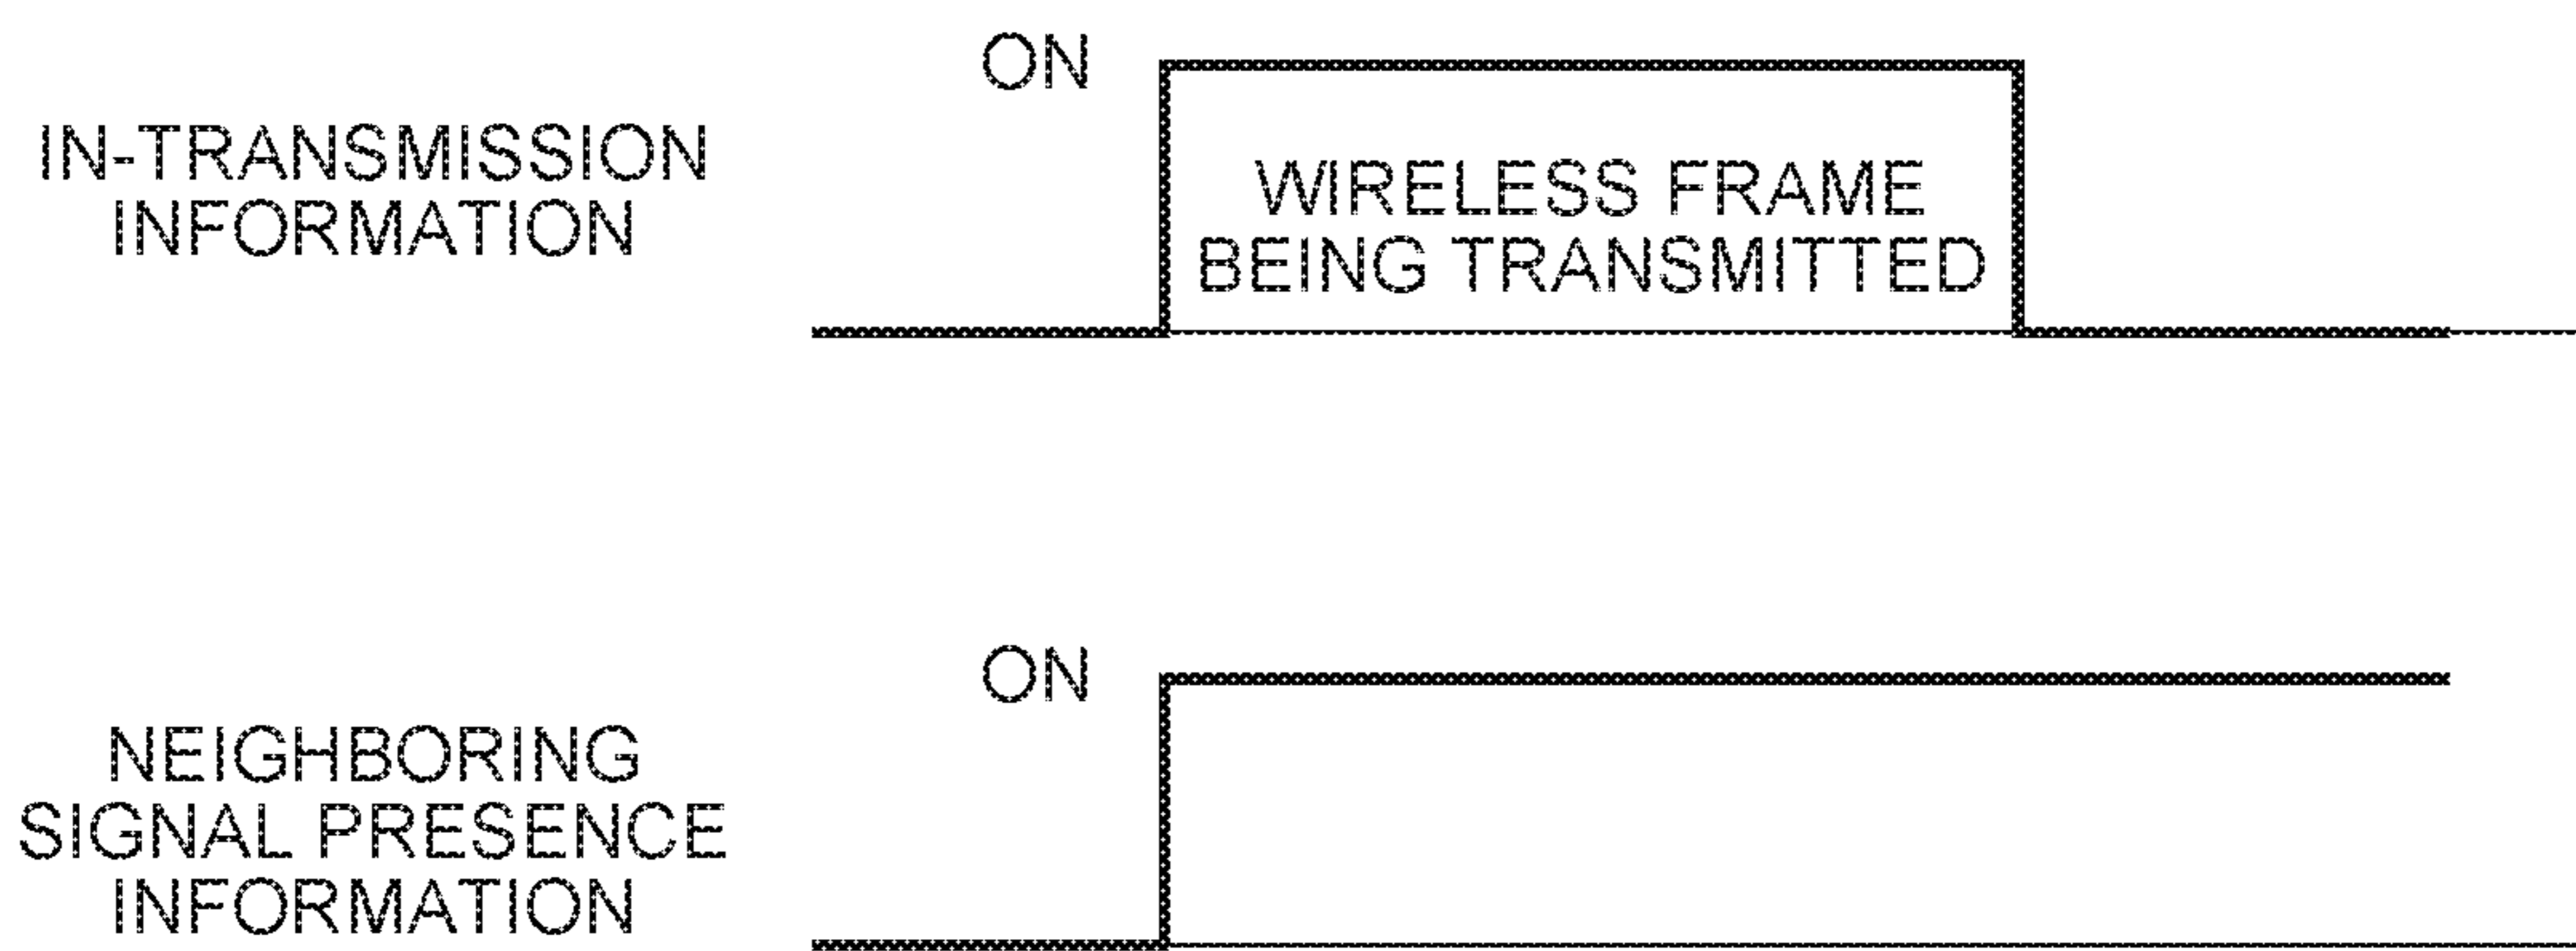 ON
IN-TRANSMISSION
INFORMATION
WIRELESS FRAME
BEING TRANSMITTED
ON
NEIGHBORING
SIGNAL PRESENCE
INFORMATION